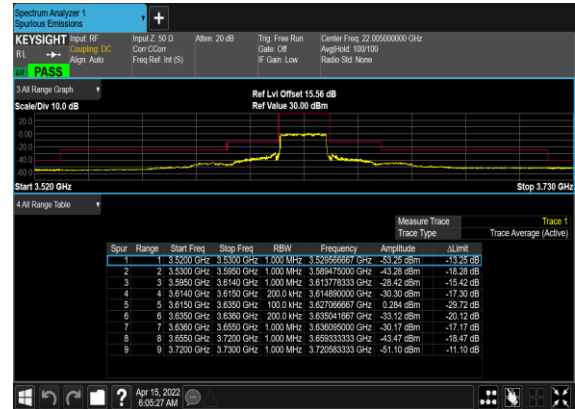 Spectrum Analyzer 1
Spurious Emissions
KEYSIGHT Input: RF Input Z: 50 Ω Atten: 20 dB Trig: Free Run Center Freq: 22.005000000 GHz
R L Coupling: DC Corr CCorr Gate: Off Avg|Hold: 100/100
Align: Auto Freq Ref: Int (S) IF Gain: Low Radio Std: None
LW PASS
3 All Range Graph
Scale/Div 10.0 dB
Ref Lvl Offset 15.56 dB
Ref Value 30.00 dBm
20.0
0.00
-20.0
-40.0
-60.0
Start 3.520 GHz Stop 3.730 GHz
4 All Range Table
Measure Trace Trace 1
Trace Type Trace Average (Active)
Spur Range Start Freq Stop Freq RBW Frequency Amplitude ΔLimit
1 1 3.5200 GHz 3.5300 GHz 1.000 MHz 3.529566667 GHz -53.25 dBm -13.25 dB
2 2 3.5300 GHz 3.5950 GHz 1.000 MHz 3.589475000 GHz -43.28 dBm -18.28 dB
3 3 3.5950 GHz 3.6140 GHz 1.000 MHz 3.613778333 GHz -28.42 dBm -15.42 dB
4 4 3.6140 GHz 3.6150 GHz 200.0 kHz 3.614890000 GHz -30.30 dBm -17.30 dB
5 5 3.6150 GHz 3.6350 GHz 100.0 kHz 3.627066667 GHz 0.284 dBm -29.72 dB
6 6 3.6350 GHz 3.6360 GHz 200.0 kHz 3.635041667 GHz -33.12 dBm -20.12 dB
7 7 3.6360 GHz 3.6550 GHz 1.000 MHz 3.636095000 GHz -30.17 dBm -17.17 dB
8 8 3.6550 GHz 3.7200 GHz 1.000 MHz 3.659333333 GHz -43.47 dBm -18.47 dB
9 9 3.7200 GHz 3.7300 GHz 1.000 MHz 3.720583333 GHz -51.10 dBm -11.10 dB
Apr 15, 2022
6:05:27 AM